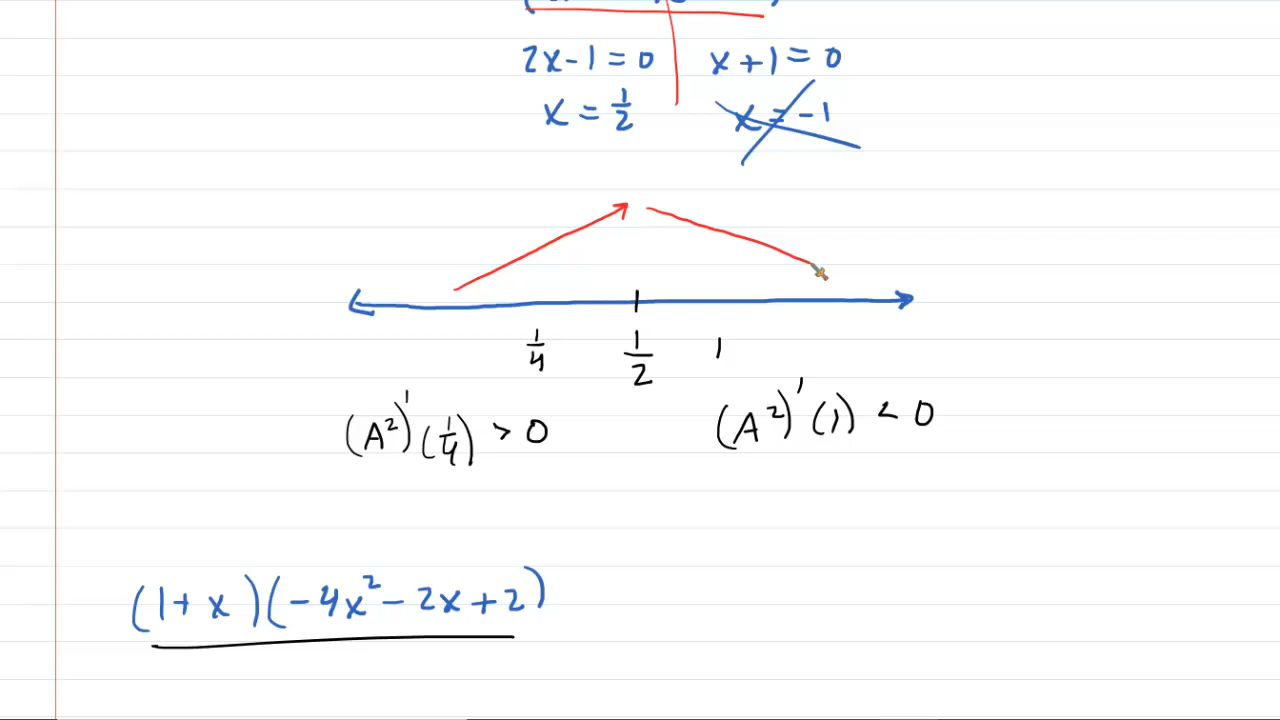 2x-1=0 x+1=0
x=1/2 x=-1
1/4 1/2 1
(A²)'(1/4) > 0 (A²)'(1) < 0
(1+x)(-4x²-2x+2)